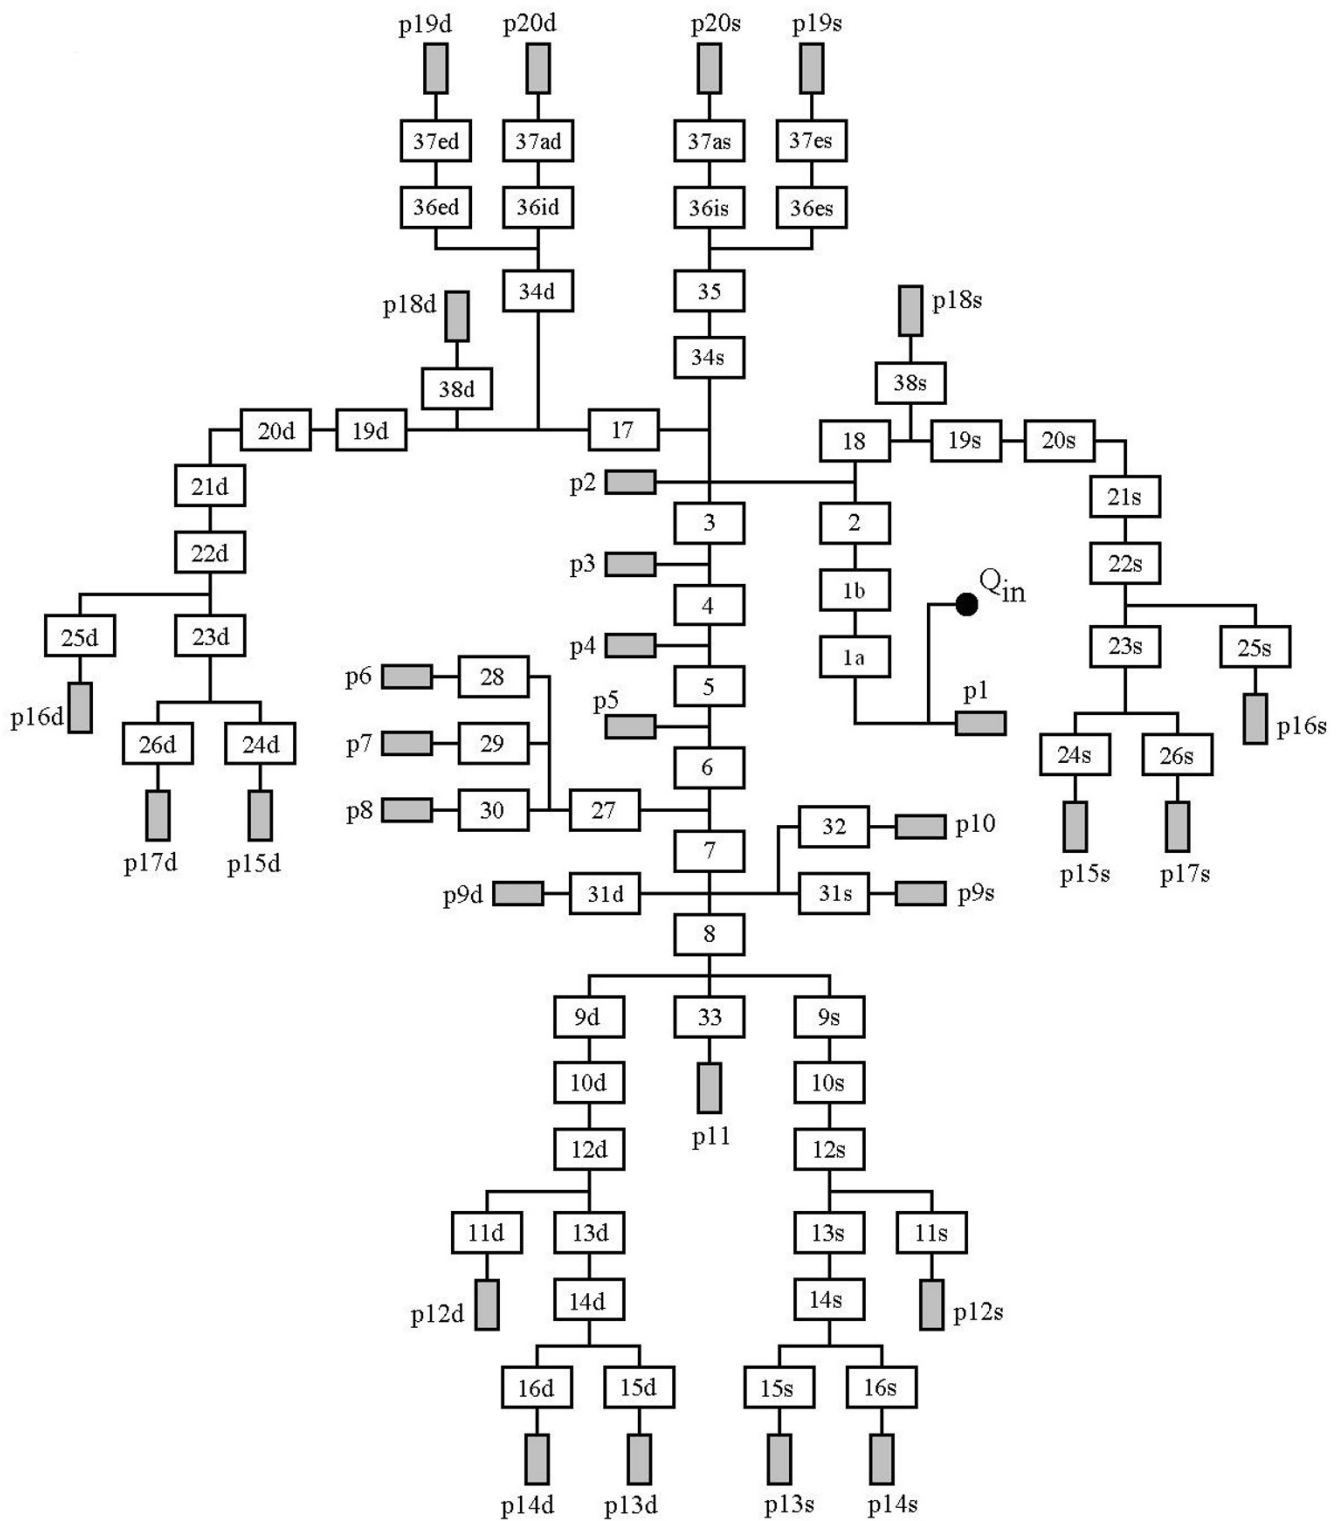 p19d p20d p20s p19s
37ed 37ad 37as 37es
36ed 36id 36is 36es
p18d 34d 35 p18s
34s
38d 38s
20d 19d 17 18 19s 20s
21d p2 21s
3 2
22d p3 22s
1b Q_in
4
25d 23d p4 1a 23s 25s
p6 28 5
p16d p5 p1 p16s
26d 24d p7 29 6 24s 26s
p8 30 27 32 p10
p17d p15d 7 p15s p17s
p9d 31d 31s p9s
8
9d 33 9s
10d 10s
p11
12d 12s
11d 13d 13s 11s
p12d 14d 14s p12s
16d 15d 15s 16s
p14d p13d p13s p14s